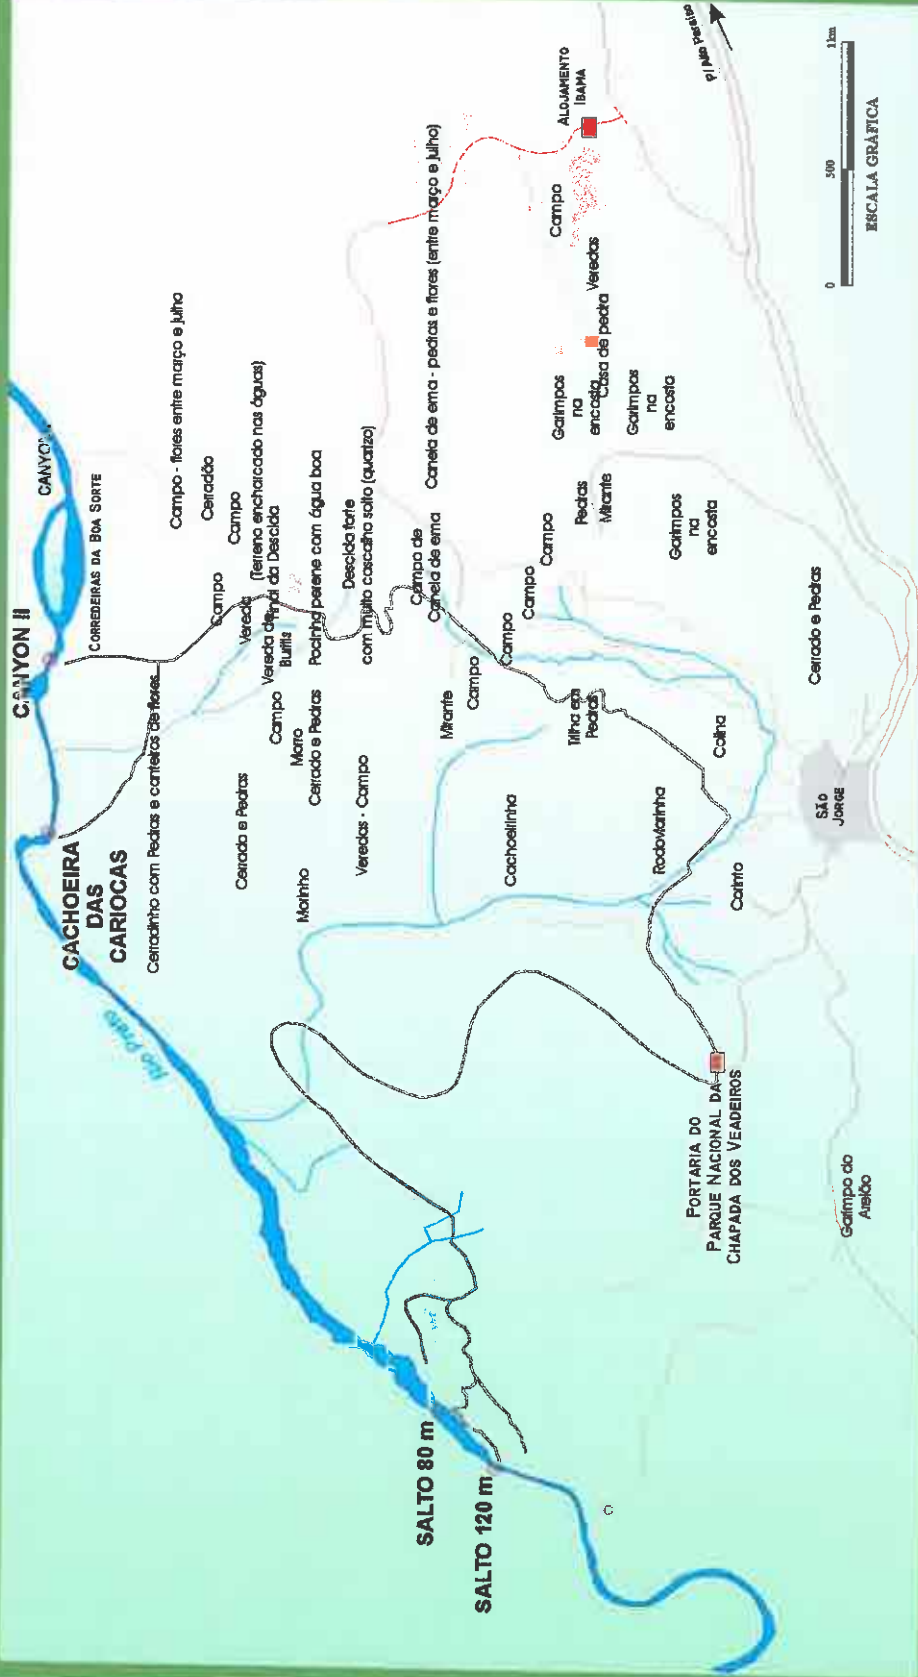 CANYON II
CORREDEIRAS DA BOA SORTE
CACHOEIRA
DAS
CARIOCAS
Rio Preto
Cerradinho com Pedras e canteiros de flores
Campo - flores entre março e julho
Cerradão
Campo
(Terreno encharcado nas águas)
Campo
Vereda
Final da Descida
Vereda de
Buritis
Campo
Morro
Cerrado e Pedras
Pocinho perene com água boa
Descida forte
com muito cascalho solto (quartzo)
Cerrado e Pedras
Morinho
Veredas - Campo
Campo de
Canela de ema
Canela de ema - pedras e flores (entre março e julho)
Mirante
Campo
Campo
Campo
Campo
Cachoeirinha
Trilha em
Pedras
Pedras
Mirante
Garimpos
na
encosta
Casa de pedra
Veredas
Campo
ALOJAMENTO
IBAMA
Garimpos
na
encosta
Garimpos
na
encosta
Rodoviarinha
Colina
Corinto
Cerrado e Pedras
SÃO
JORGE
PORTARIA DO
PARQUE NACIONAL DA
CHAPADA DOS VEADEIROS
Garimpo do
SALTO 80 m
SALTO 120 m
P/ Alto Paraíso
0 500 1km
ESCALA GRÁFICA